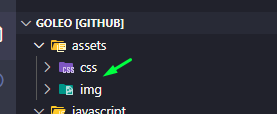 GOLEO [GITHUB]
assets
css
img
javascript